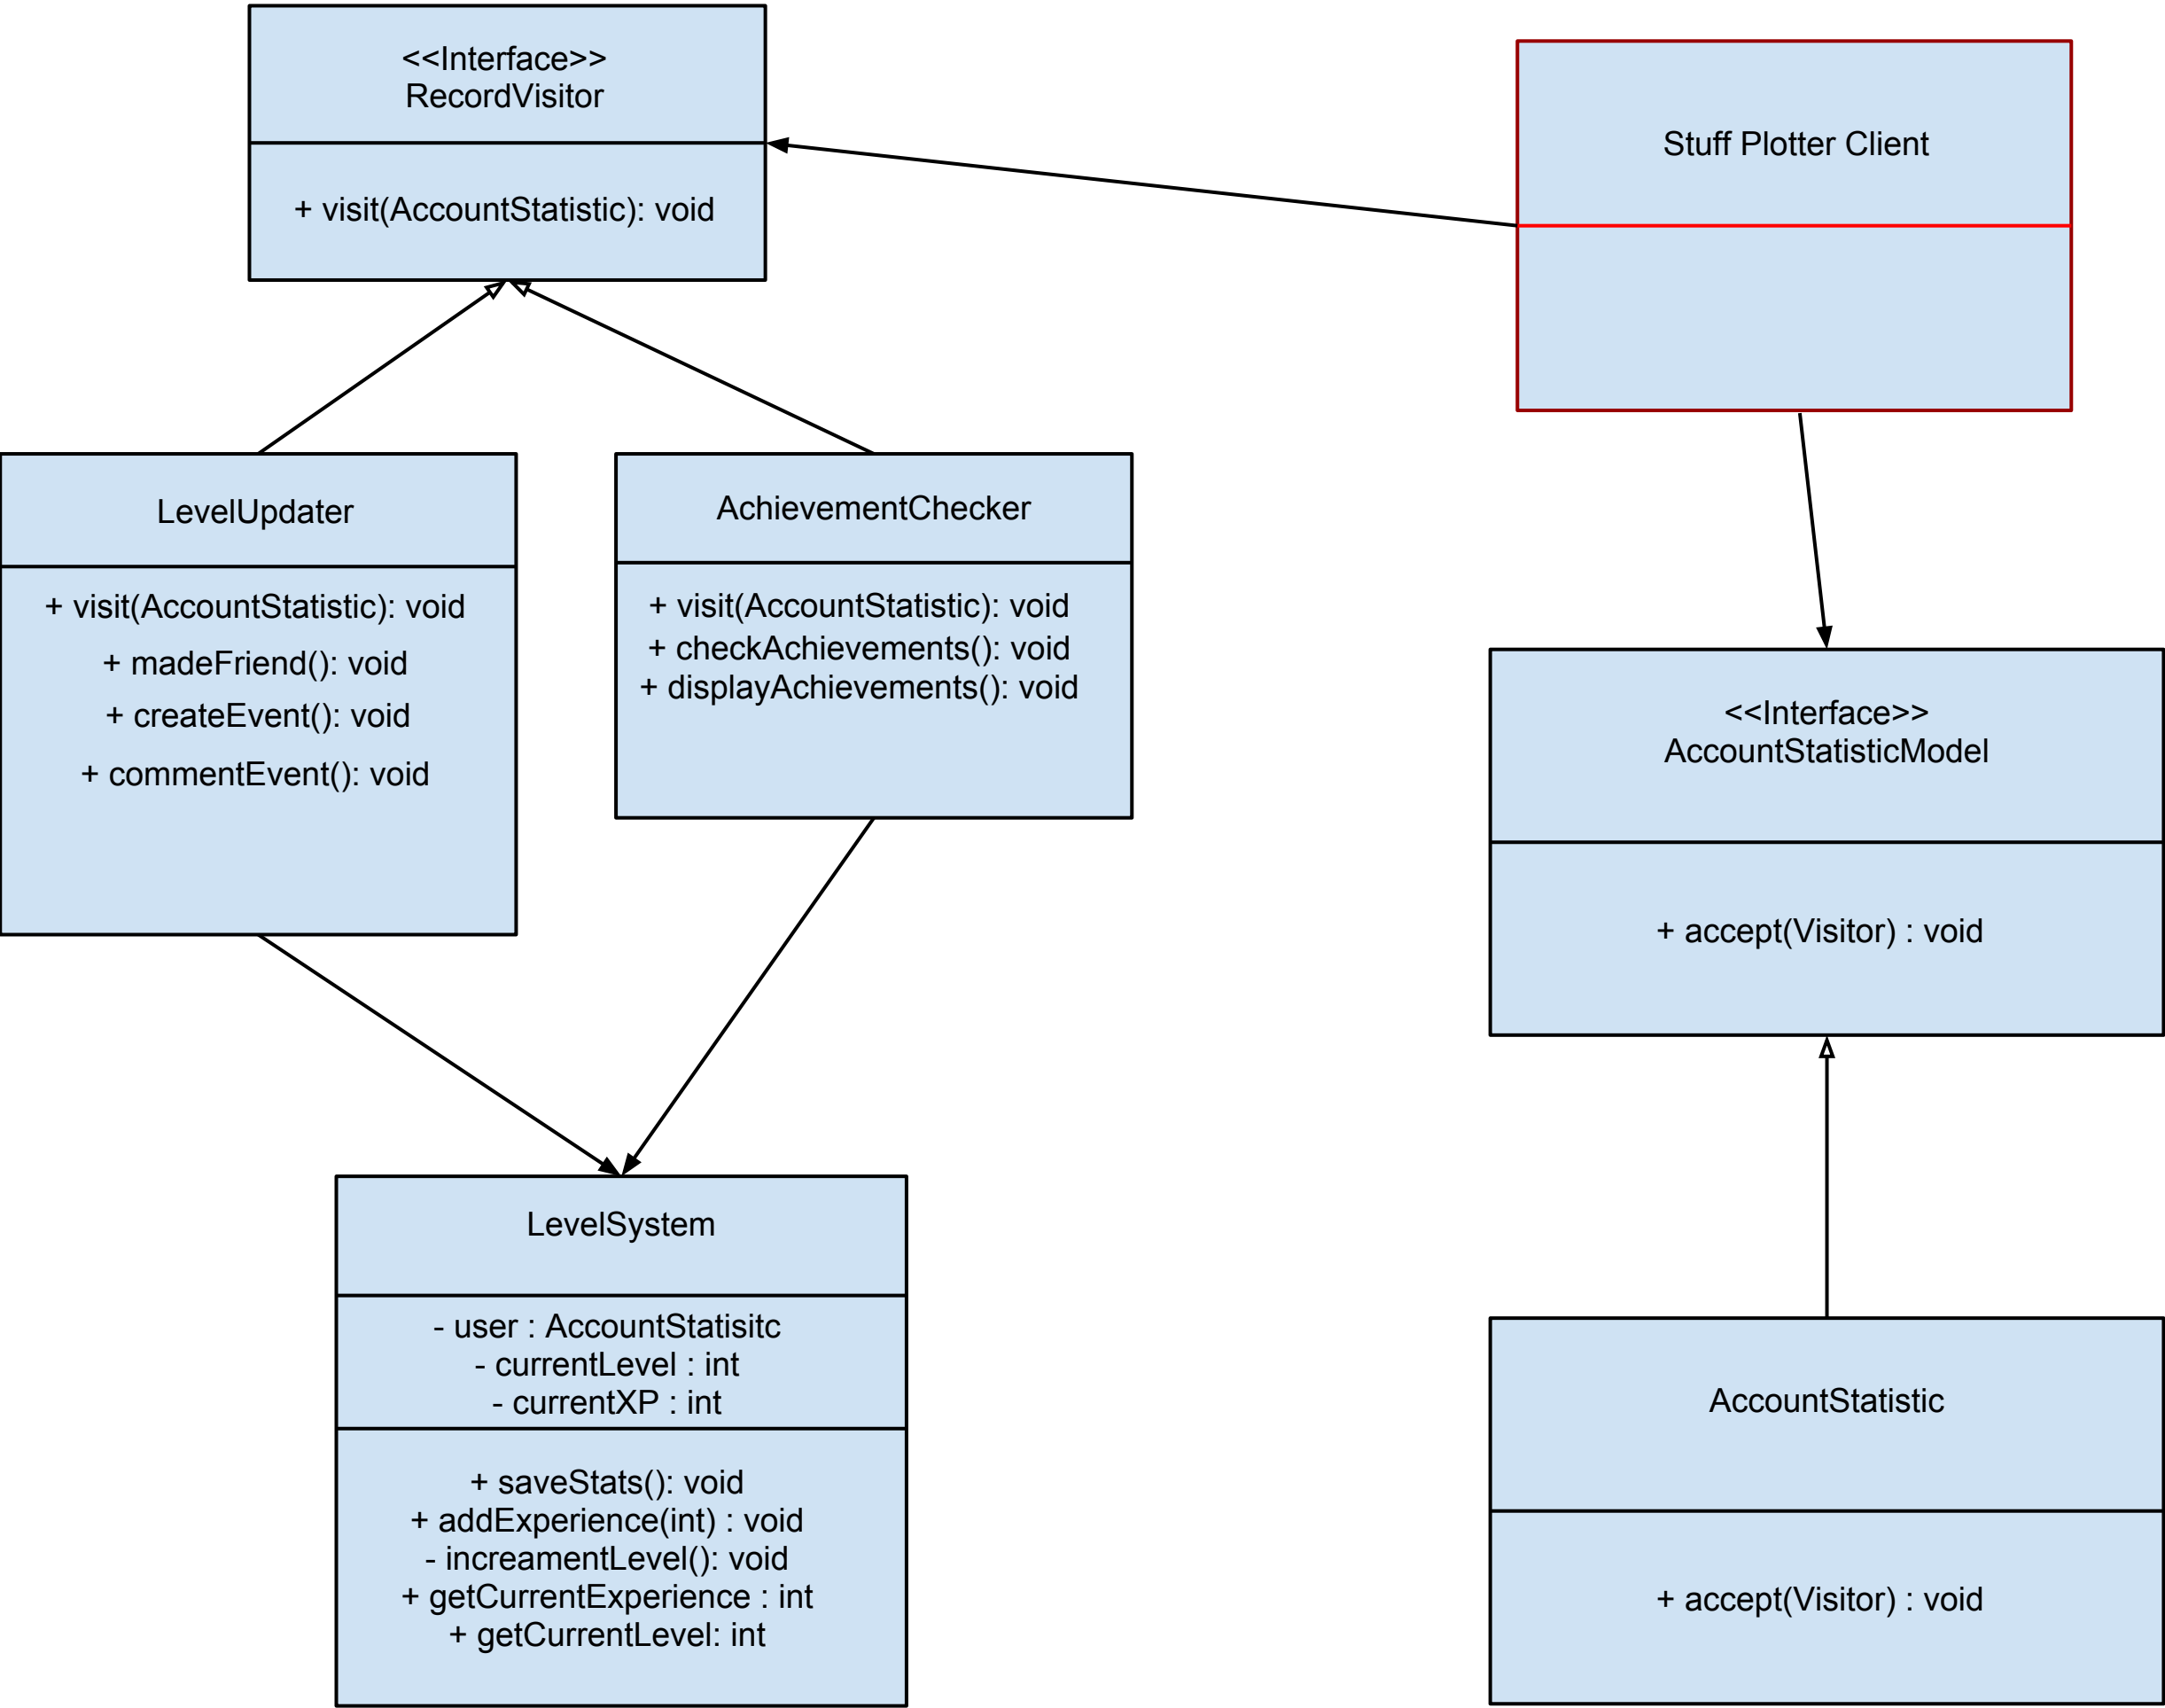 <<Interface>>
RecordVisitor
+ visit(AccountStatistic): void
Stuff Plotter Client
LevelUpdater
+ visit(AccountStatistic): void
+ madeFriend(): void
+ createEvent(): void
+ commentEvent(): void
AchievementChecker
+ visit(AccountStatistic): void
+ checkAchievements(): void
+ displayAchievements(): void
<<Interface>>
AccountStatisticModel
+ accept(Visitor) : void
LevelSystem
- user : AccountStatisitc
- currentLevel : int
- currentXP : int
+ saveStats(): void
+ addExperience(int) : void
- increamentLevel(): void
+ getCurrentExperience : int
+ getCurrentLevel: int
AccountStatistic
+ accept(Visitor) : void